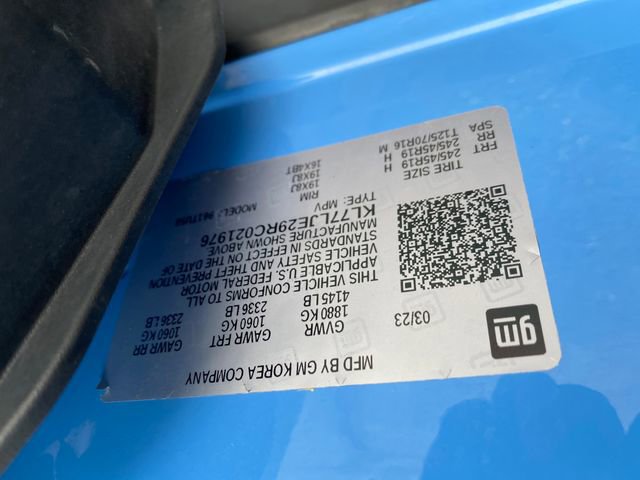 MFD BY GM KOREA COMPANY
gm
03/23
GVWR
1880 KG
4145 LB
GAWR FRT
1060 KG
2336 LB
GAWR RR
1060 KG
2336 LB
THIS VEHICLE CONFORMS TO ALL
APPLICABLE U.S. FEDERAL MOTOR
VEHICLE SAFETY AND THEFT PREVENTION
STANDARDS IN EFFECT ON THE DATE OF
MANUFACTURE SHOWN ABOVE
KL77LJE29RC021976
TYPE: MPV
MODEL: 961TV58
TIRE SIZE
RIM
FRT 245/45R19 H 19X8J
RR 245/45R19 H 19X8J
SPA T125/70R16 M 16X4BT